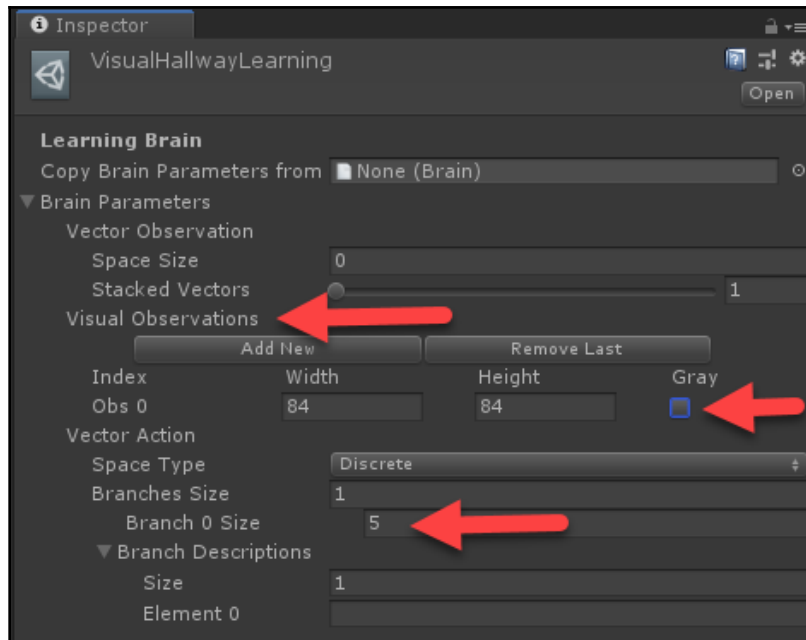 Inspector
VisualHallwayLearning
Open
Learning Brain
Copy Brain Parameters from None (Brain)
Brain Parameters
Vector Observation
Space Size 0
Stacked Vectors 1
Visual Observations
Add New Remove Last
Index Width Height Gray
Obs 0 84 84
Vector Action
Space Type Discrete
Branches Size 1
Branch 0 Size 5
Branch Descriptions
Size 1
Element 0